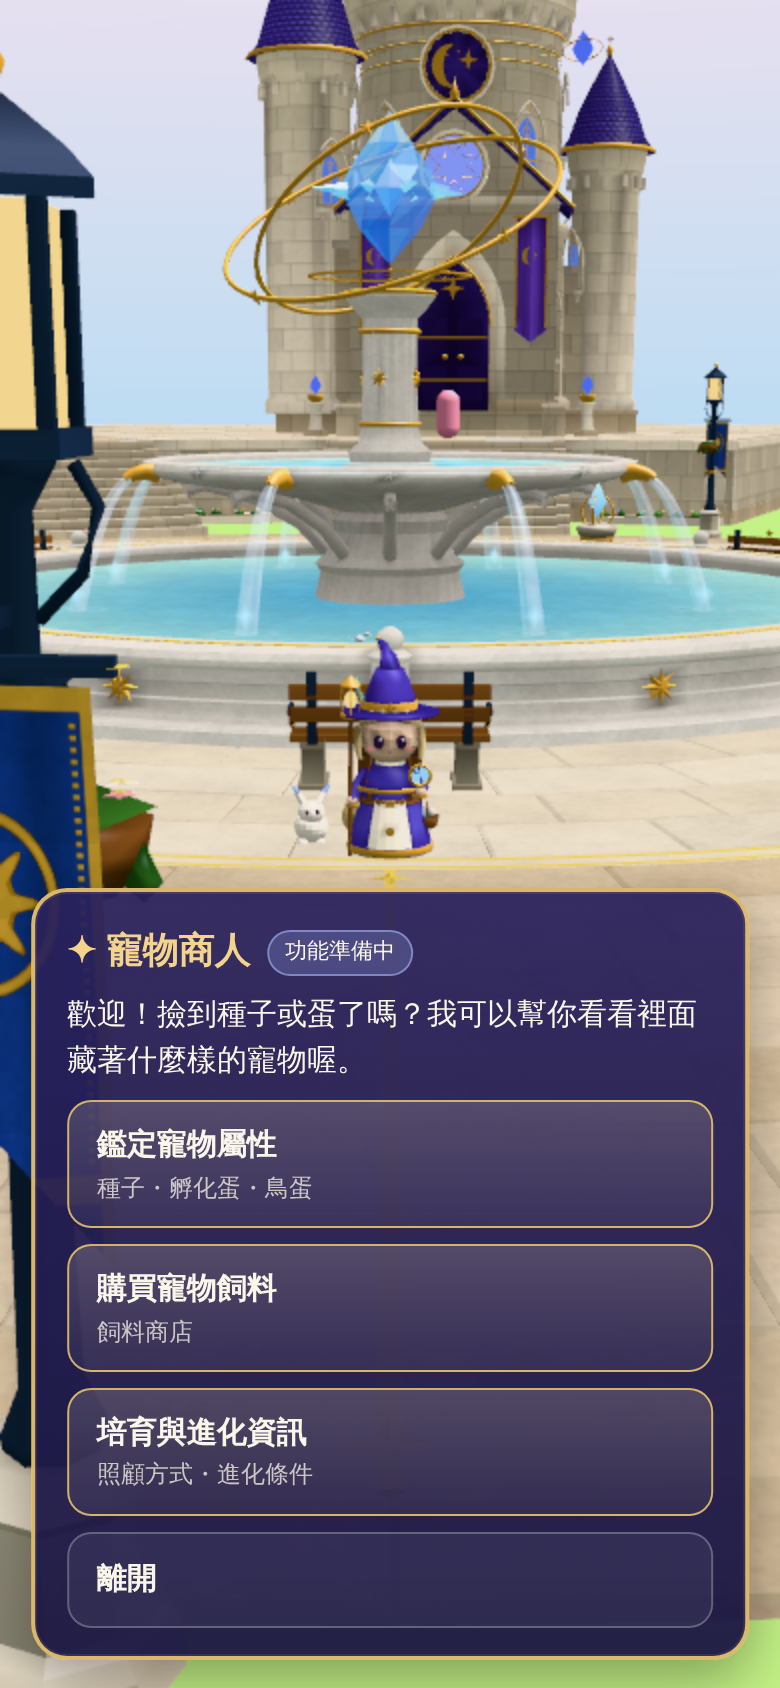 ✦ 寵物商人 功能準備中
歡迎！撿到種子或蛋了嗎？我可以幫你看看裡面
藏著什麼樣的寵物喔。
鑑定寵物屬性
種子・孵化蛋・鳥蛋
購買寵物飼料
飼料商店
培育與進化資訊
照顧方式・進化條件
離開